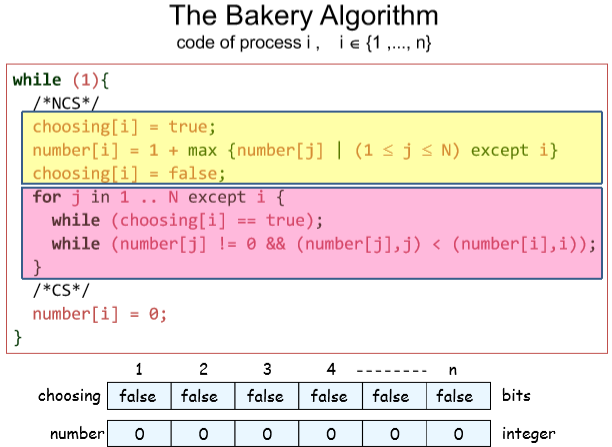 The Bakery Algorithm
code of process i ,   i ∈ {1 ,..., n}
while (1){
/*NCS*/
choosing[i] = true;
number[i] = 1 + max {number[j] | (1 ≤ j ≤ N) except i}
choosing[i] = false;
for j in 1 .. N except i {
while (choosing[i] == true);
while (number[j] != 0 && (number[j],j) < (number[i],i));
}
/*CS*/
number[i] = 0;
}
1 2 3 4 -------- n
choosing false false false false false false bits
number 0 0 0 0 0 0 integer